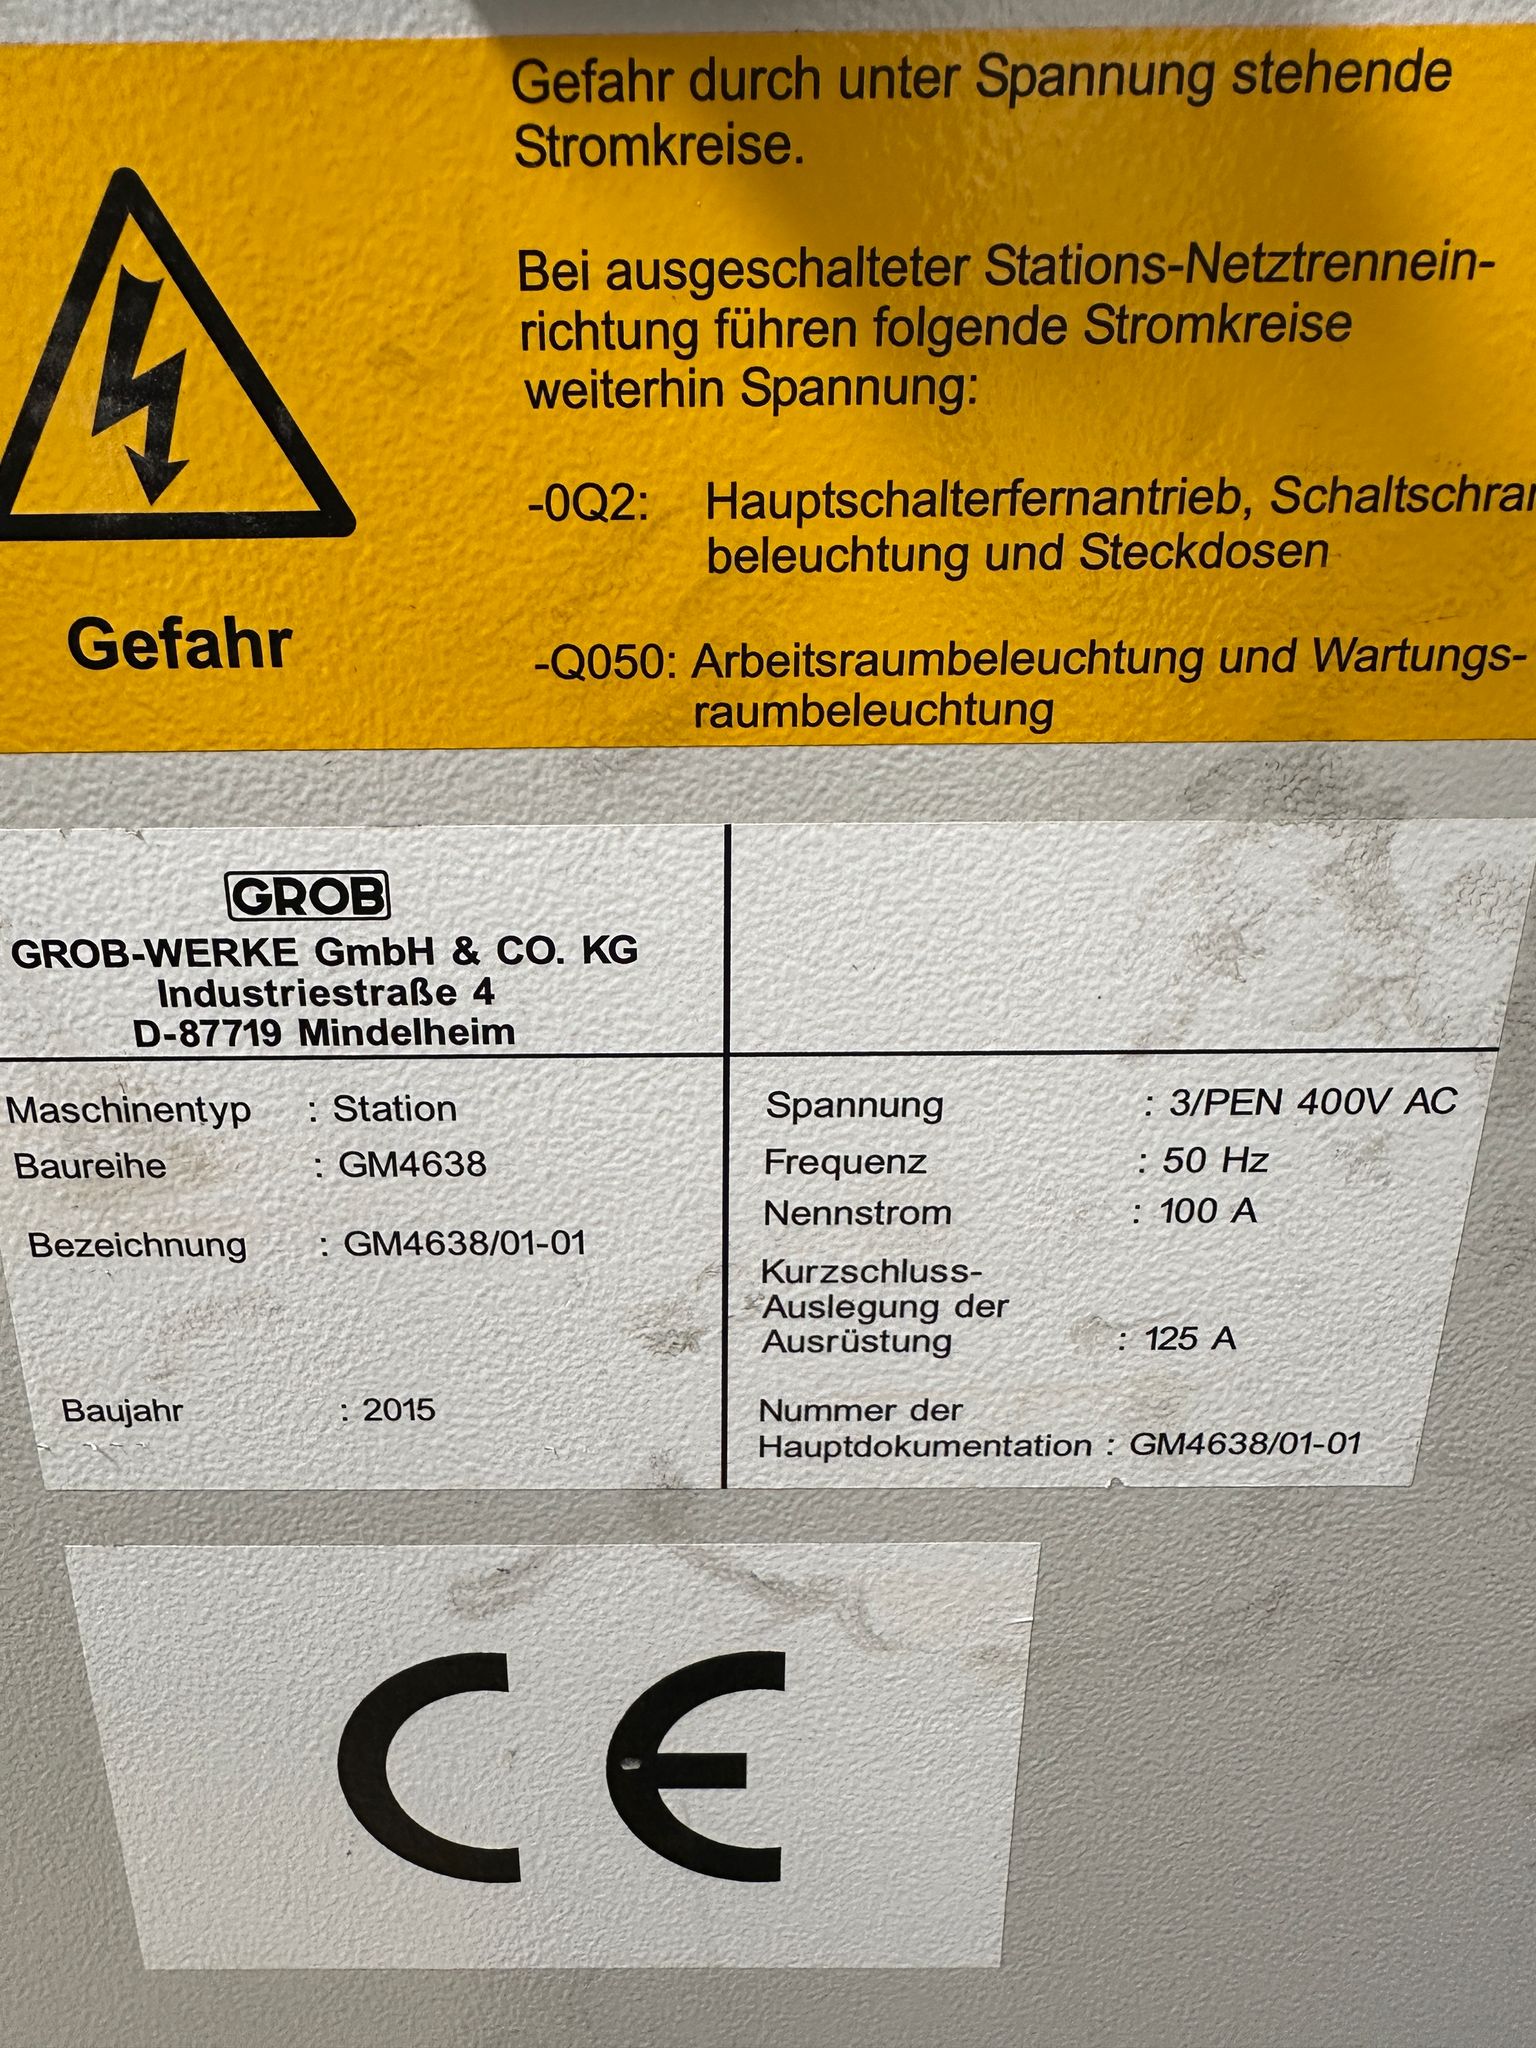 Gefahr durch unter Spannung stehende
Stromkreise.
Bei ausgeschalteter Stations-Netztrennein-
richtung führen folgende Stromkreise
weiterhin Spannung:
-0Q2: Hauptschalterfernantrieb,
beleuchtung und Steckdosen
Gefahr
-Q050: Arbeitsraumbeleuchtung und Wartungs-
raumbeleuchtung
GROB
GROB-WERKE GmbH & CO. KG
Industriestraße 4
D-87719 Mindelheim
Maschinentyp : Station
Baureihe : GM4638
Bezeichnung : GM4638/01-01
Baujahr : 2015
Spannung : 3/PEN 400V AC
Frequenz : 50 Hz
Nennstrom : 100 A
Kurzschluss-
Auslegung der
Ausrüstung : 125 A
Nummer der
Hauptdokumentation : GM4638/01-01
CE